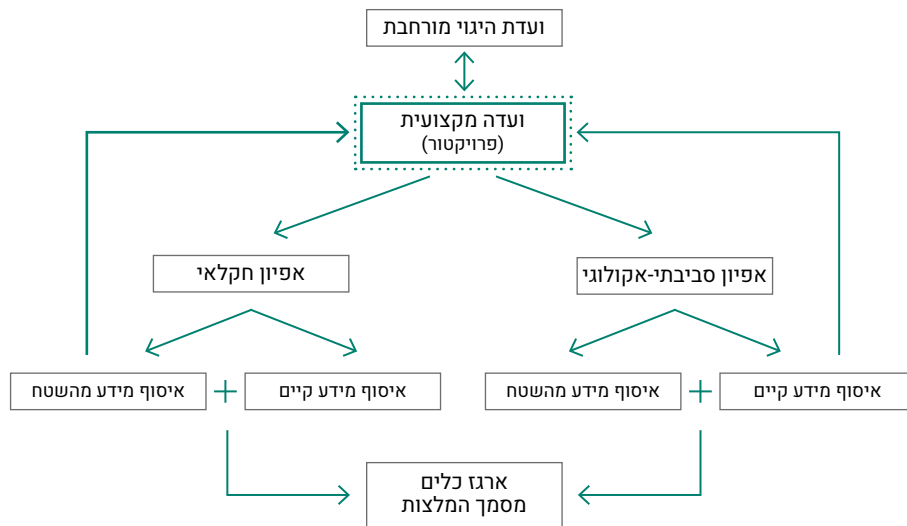 ועדת היגוי מורחבת
ועדה מקצועית
(פרויקטור)
אפיון סביבתי-אקולוגי
אפיון חקלאי
איסוף מידע קיים
+
איסוף מידע מהשטח
איסוף מידע קיים
+
איסוף מידע מהשטח
ארגז כלים
מסמך המלצות